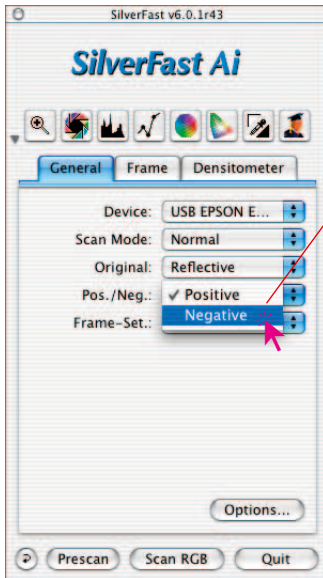 SilverFast v6.0.1r43
SilverFast Ai
General Frame Densitometer
Device: USB EPSON E...
Scan Mode: Normal
Original: Reflective
Pos./Neg.: ✓ Positive
Negative
Frame-Set.:
Options...
Prescan Scan RGB Quit